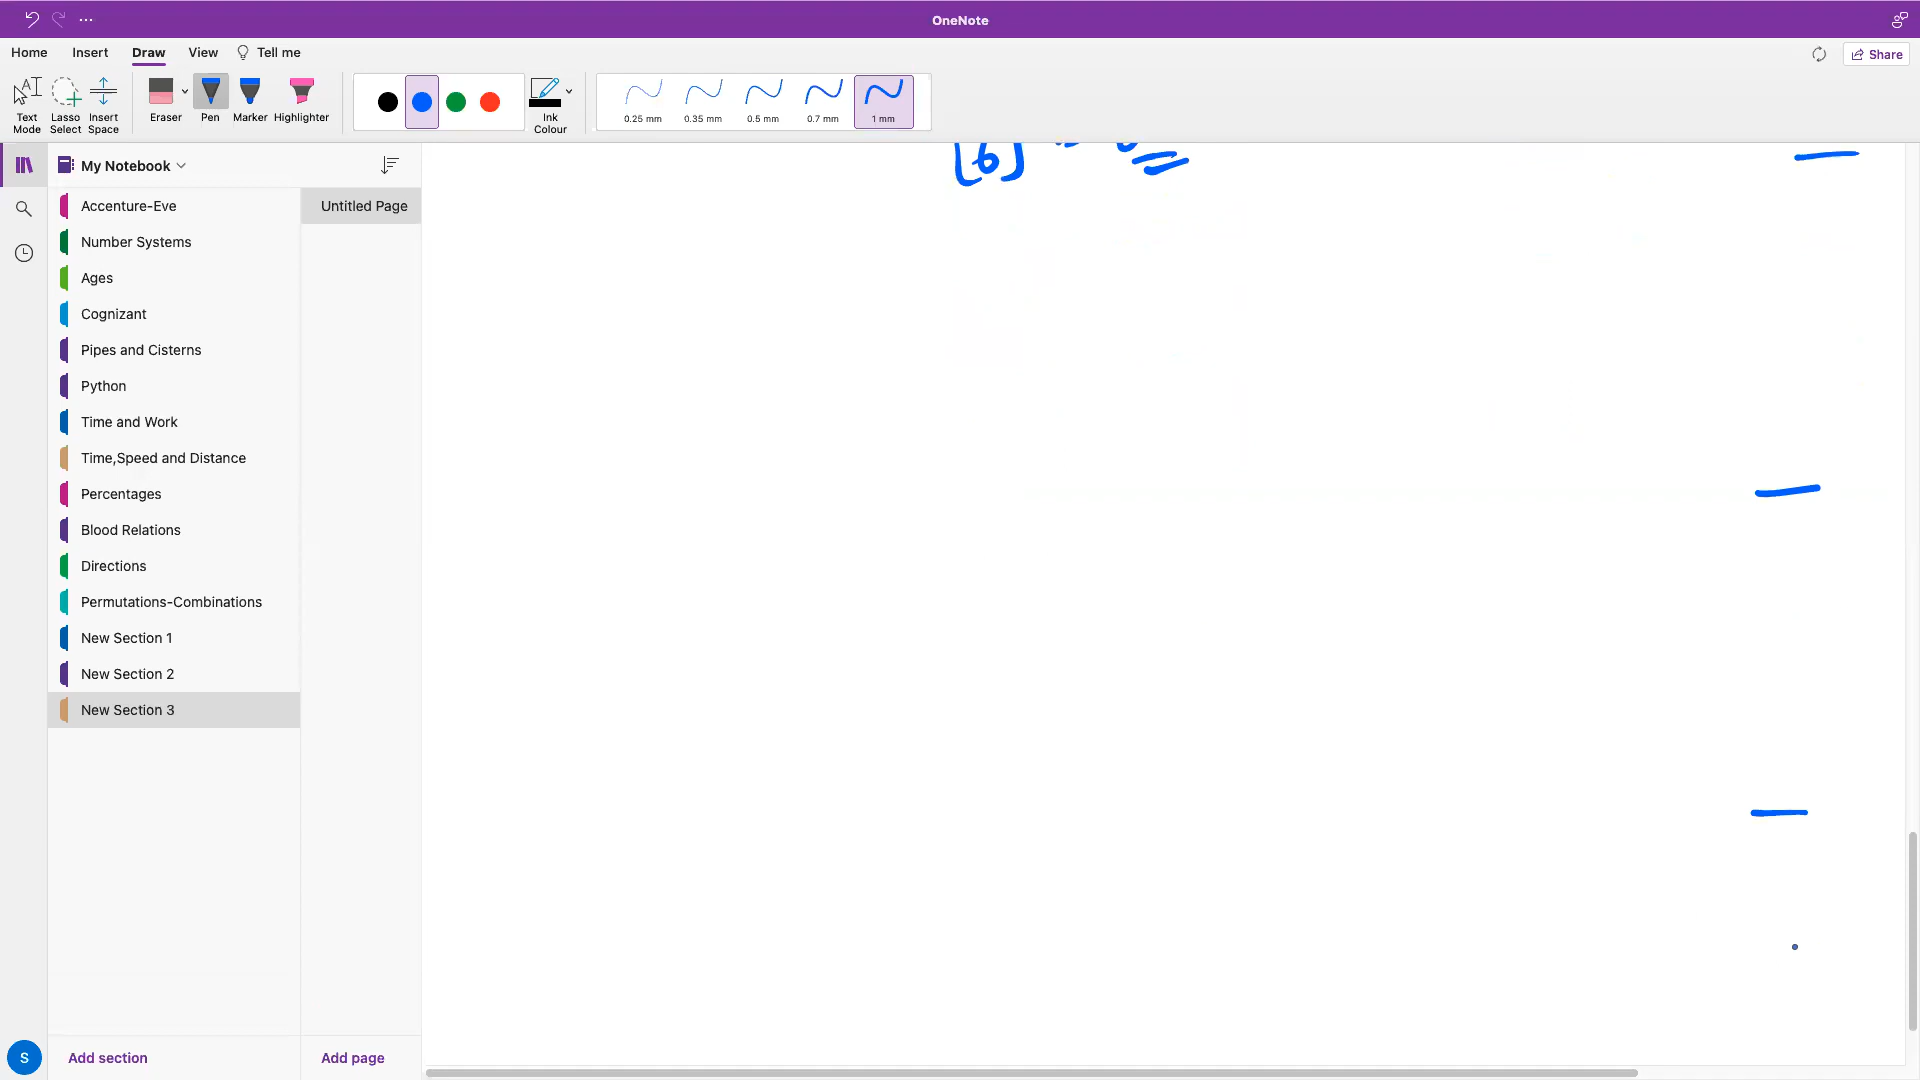 OneNote
Home Insert Draw View Tell me
Share
Text Mode
Lasso Select
Insert Space
Eraser
Pen
Marker
Highlighter
Ink Colour
0.25 mm
0.35 mm
0.5 mm
0.7 mm
1 mm
My Notebook
Accenture-Eve
Number Systems
Ages
Cognizant
Pipes and Cisterns
Python
Time and Work
Time,Speed and Distance
Percentages
Blood Relations
Directions
Permutations-Combinations
New Section 1
New Section 2
New Section 3
Add section
S
Untitled Page
Add page
[6]